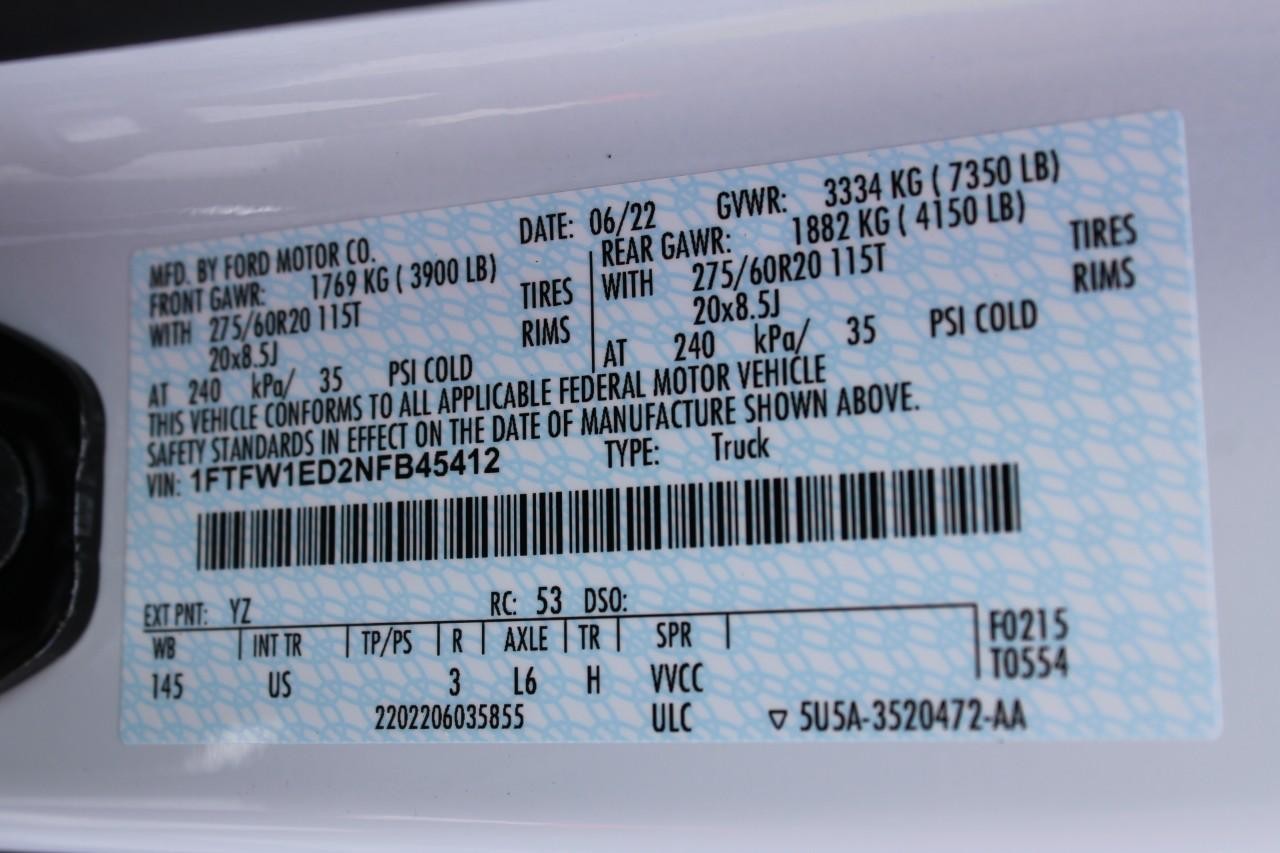 MFD. BY FORD MOTOR CO. DATE: 06/22 GVWR: 3334 KG ( 7350 LB)
FRONT GAWR: 1769 KG ( 3900 LB) REAR GAWR: 1882 KG ( 4150 LB)
WITH 275/60R20 115T TIRES WITH 275/60R20 115T TIRES
20x8.5J RIMS 20x8.5J RIMS
AT 240 kPa/ 35 PSI COLD AT 240 kPa/ 35 PSI COLD
THIS VEHICLE CONFORMS TO ALL APPLICABLE FEDERAL MOTOR VEHICLE
SAFETY STANDARDS IN EFFECT ON THE DATE OF MANUFACTURE SHOWN ABOVE.
VIN: 1FTFW1ED2NFB45412 TYPE: Truck
EXT PNT: YZ RC: 53 DSO:
WB INT TR TP/PS R AXLE TR SPR F0215
145 US 3 L6 H VVCC T0554
2202206035855 ULC ▽ 5U5A-3520472-AA